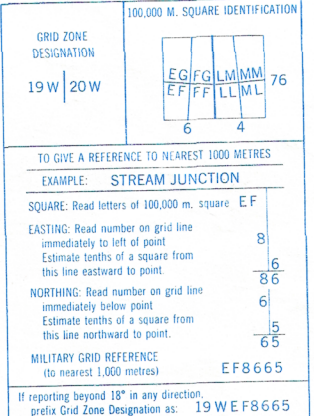 GRID ZONE
DESIGNATION
19 W 20 W
100,000 M. SQUARE IDENTIFICATION
EG FG LM MM
EF FF LL ML
76
6 4
TO GIVE A REFERENCE TO NEAREST 1000 METRES
EXAMPLE: STREAM JUNCTION
SQUARE: Read letters of 100,000 m. square EF
EASTING: Read number on grid line
immediately to left of point 8
Estimate tenths of a square from
this line eastward to point. 6
86
NORTHING: Read number on grid line
immediately below point 6
Estimate tenths of a square from
this line northward to point. 5
65
MILITARY GRID REFERENCE
(to nearest 1,000 metres) EF8665
If reporting beyond 18° in any direction,
prefix Grid Zone Designation as: 19WEF8665